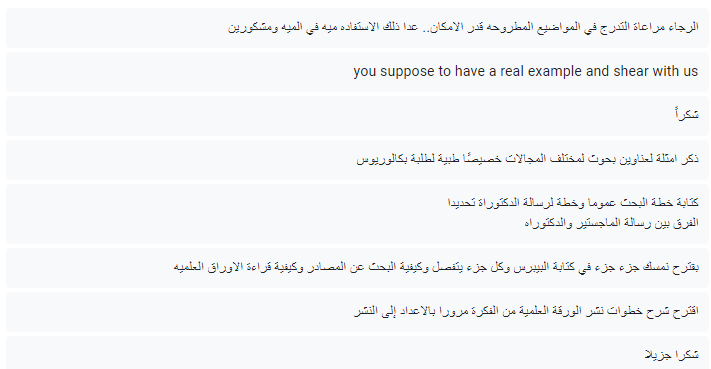 الرجاء مراعاة التدرج في المواضيع المطروحه قدر الامكان.. عدا ذلك الاستفاده ميه في الميه ومشكورين
you suppose to have a real example and shear with us
شكراً
ذكر امثلة لعناوين بحوث لمختلف المجالات خصيصًا طبية لطلبة بكالوريوس
كتابة خطة البحث عموما وخطة لرسالة الدكتوراة تحديدا
الفرق بين رسالة الماجستير والدكتوراه
بقترح نمسك جزء جزء في كتابة البيبرس وكل جزء يتفصل وكيفية البحث عن المصادر وكيفية قراءة الاوراق العلميه
اقترح شرح خطوات نشر الورقة العلمية من الفكرة مرورا بالاعداد إلى النشر
شكرا جزيلا